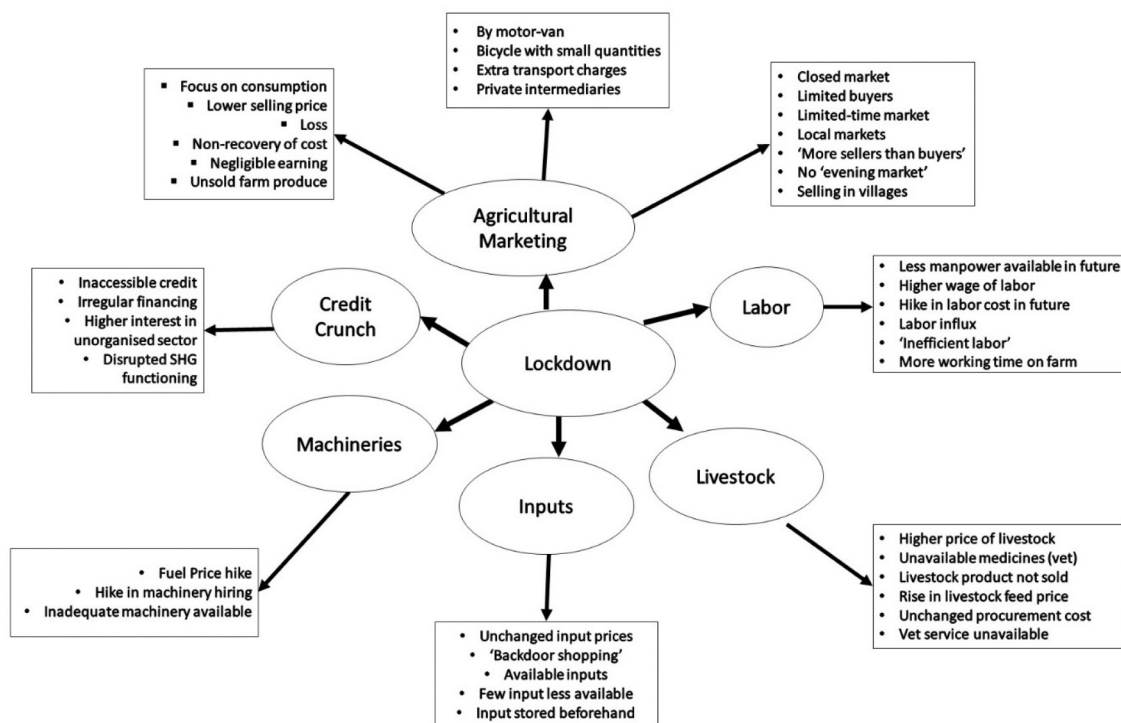 By motor-van
Bicycle with small quantities
Extra transport charges
Private intermediaries
Focus on consumption
Lower selling price
Loss
Non-recovery of cost
Negligible earning
Unsold farm produce
Closed market
Limited buyers
Limited-time market
Local markets
‘More sellers than buyers’
No ‘evening market’
Selling in villages
Agricultural
Marketing
Inaccessible credit
Irregular financing
Higher interest in
unorganised sector
Disrupted SHG
functioning
Credit
Crunch
Labor
Less manpower available in future
Higher wage of labor
Hike in labor cost in future
Labor influx
‘Inefficient labor’
More working time on farm
Lockdown
Machineries
Inputs
Livestock
Fuel Price hike
Hike in machinery hiring
Inadequate machinery available
Unchanged input prices
‘Backdoor shopping’
Available inputs
Few input less available
Input stored beforehand
Higher price of livestock
Unavailable medicines (vet)
Livestock product not sold
Rise in livestock feed price
Unchanged procurement cost
Vet service unavailable